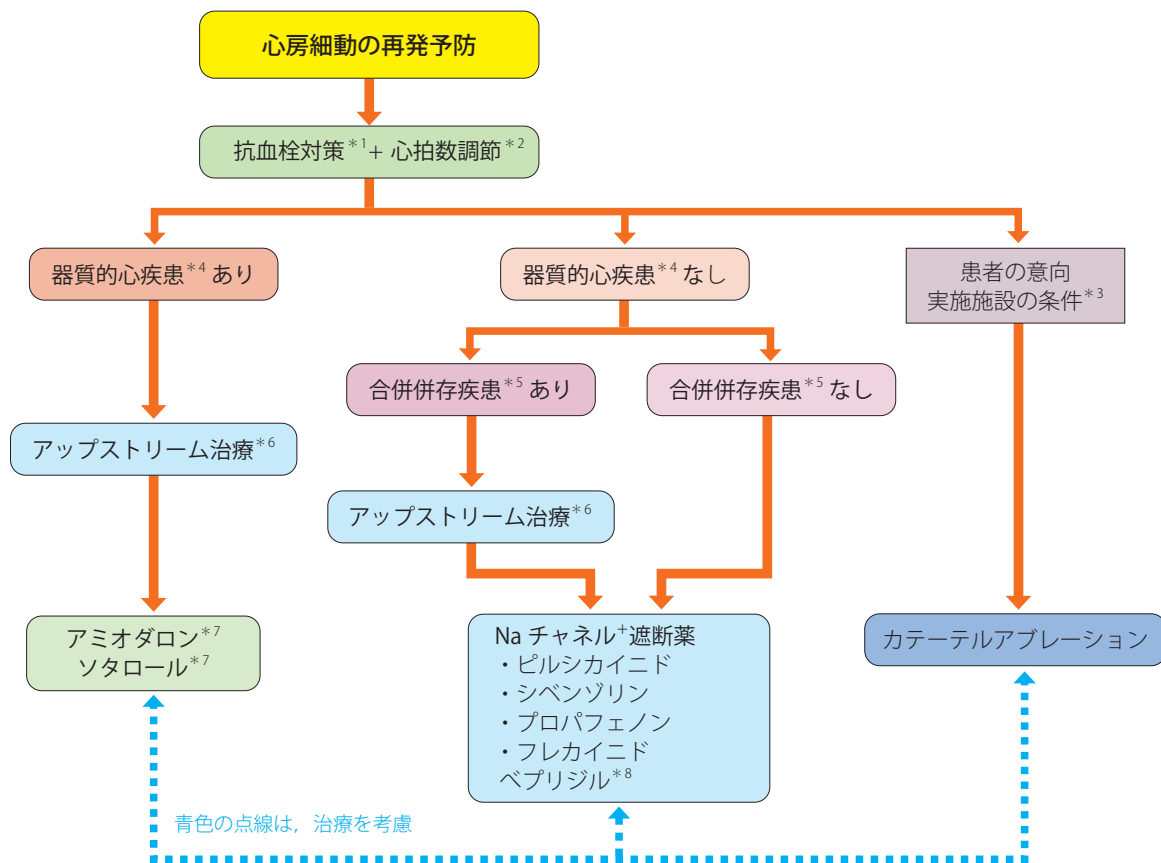 心房細動の再発予防
抗血栓対策*1+ 心拍数調節*2
器質的心疾患*4 あり
器質的心疾患*4 なし
患者の意向
実施施設の条件*3
合併併存疾患*5 あり
合併併存疾患*5 なし
アップストリーム治療*6
アップストリーム治療*6
アミオダロン*7
ソタロール*7
Na チャネル+遮断薬
・ピルシカイニド
・シベンゾリン
・プロパフェノン
・フレカイニド
ベプリジル*8
カテーテルアブレーション
青色の点線は，治療を考慮